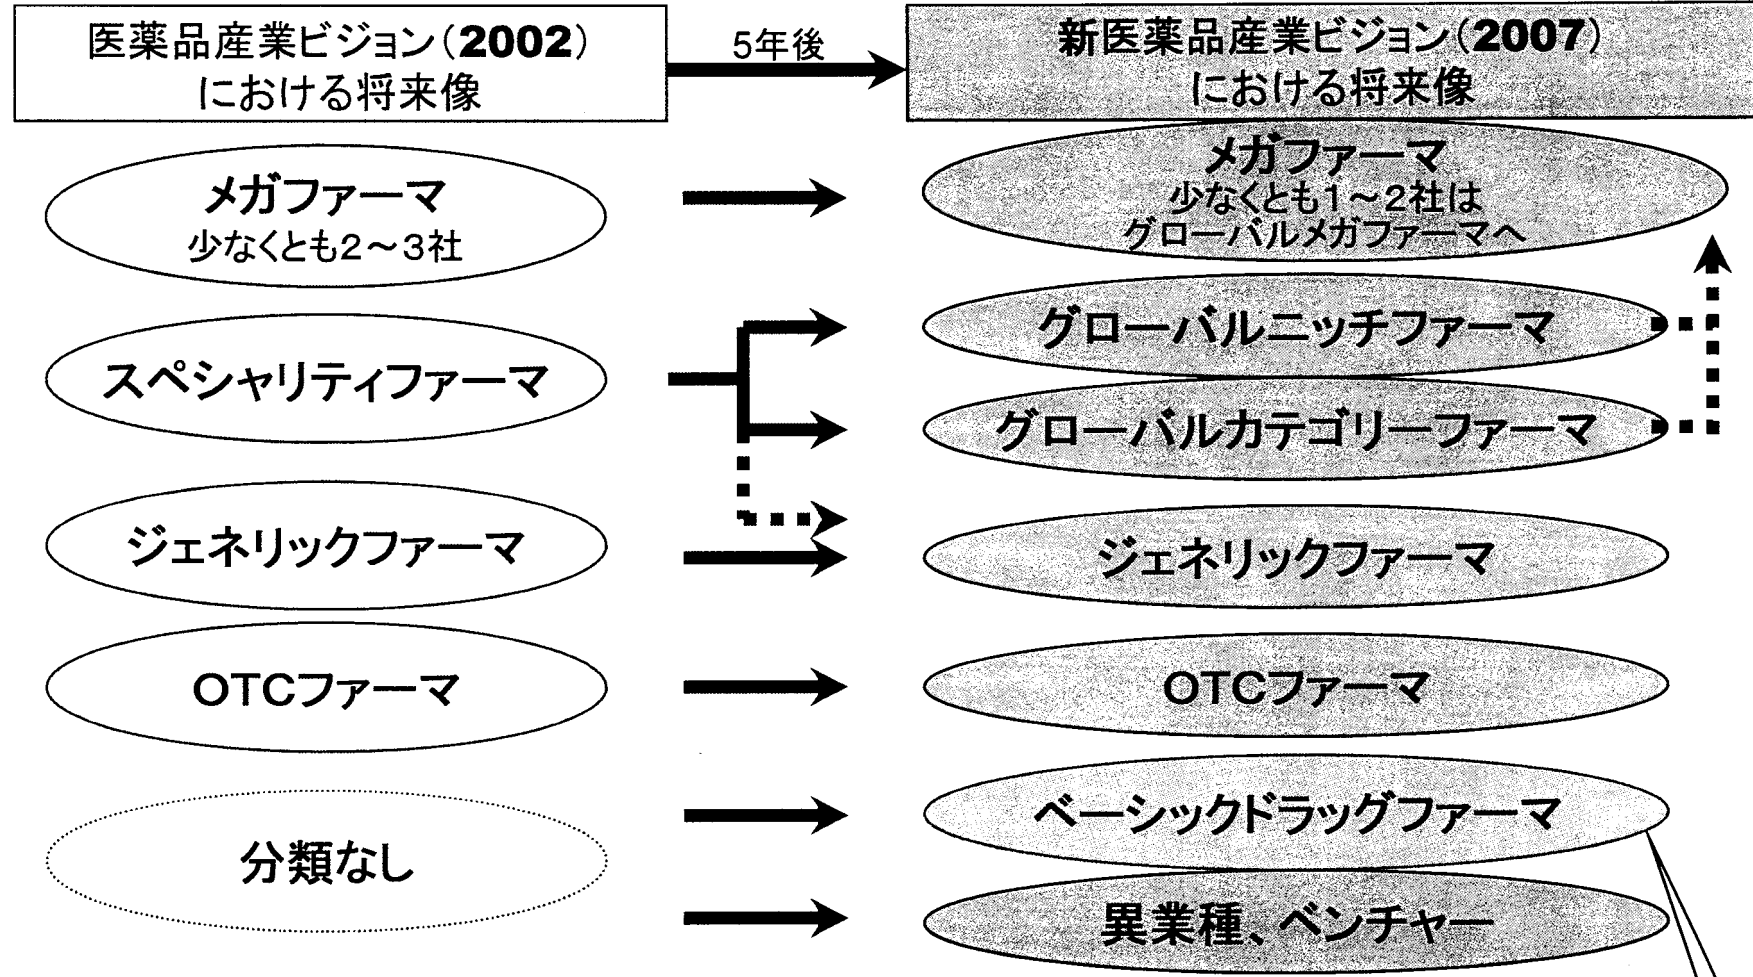 医薬品産業ビジョン(2002)
における将来像
5年後
新医薬品産業ビジョン(2007)
における将来像
メガファーマ
少なくとも2~3社
メガファーマ
少なくとも1~2社は
グローバルメガファーマへ
スペシャリティファーマ
グローバルニッチファーマ
グローバルカテゴリーファーマ
ジェネリックファーマ
ジェネリックファーマ
OTCファーマ
OTCファーマ
分類なし
ベーシックドラッグファーマ
異業種、ベンチャー